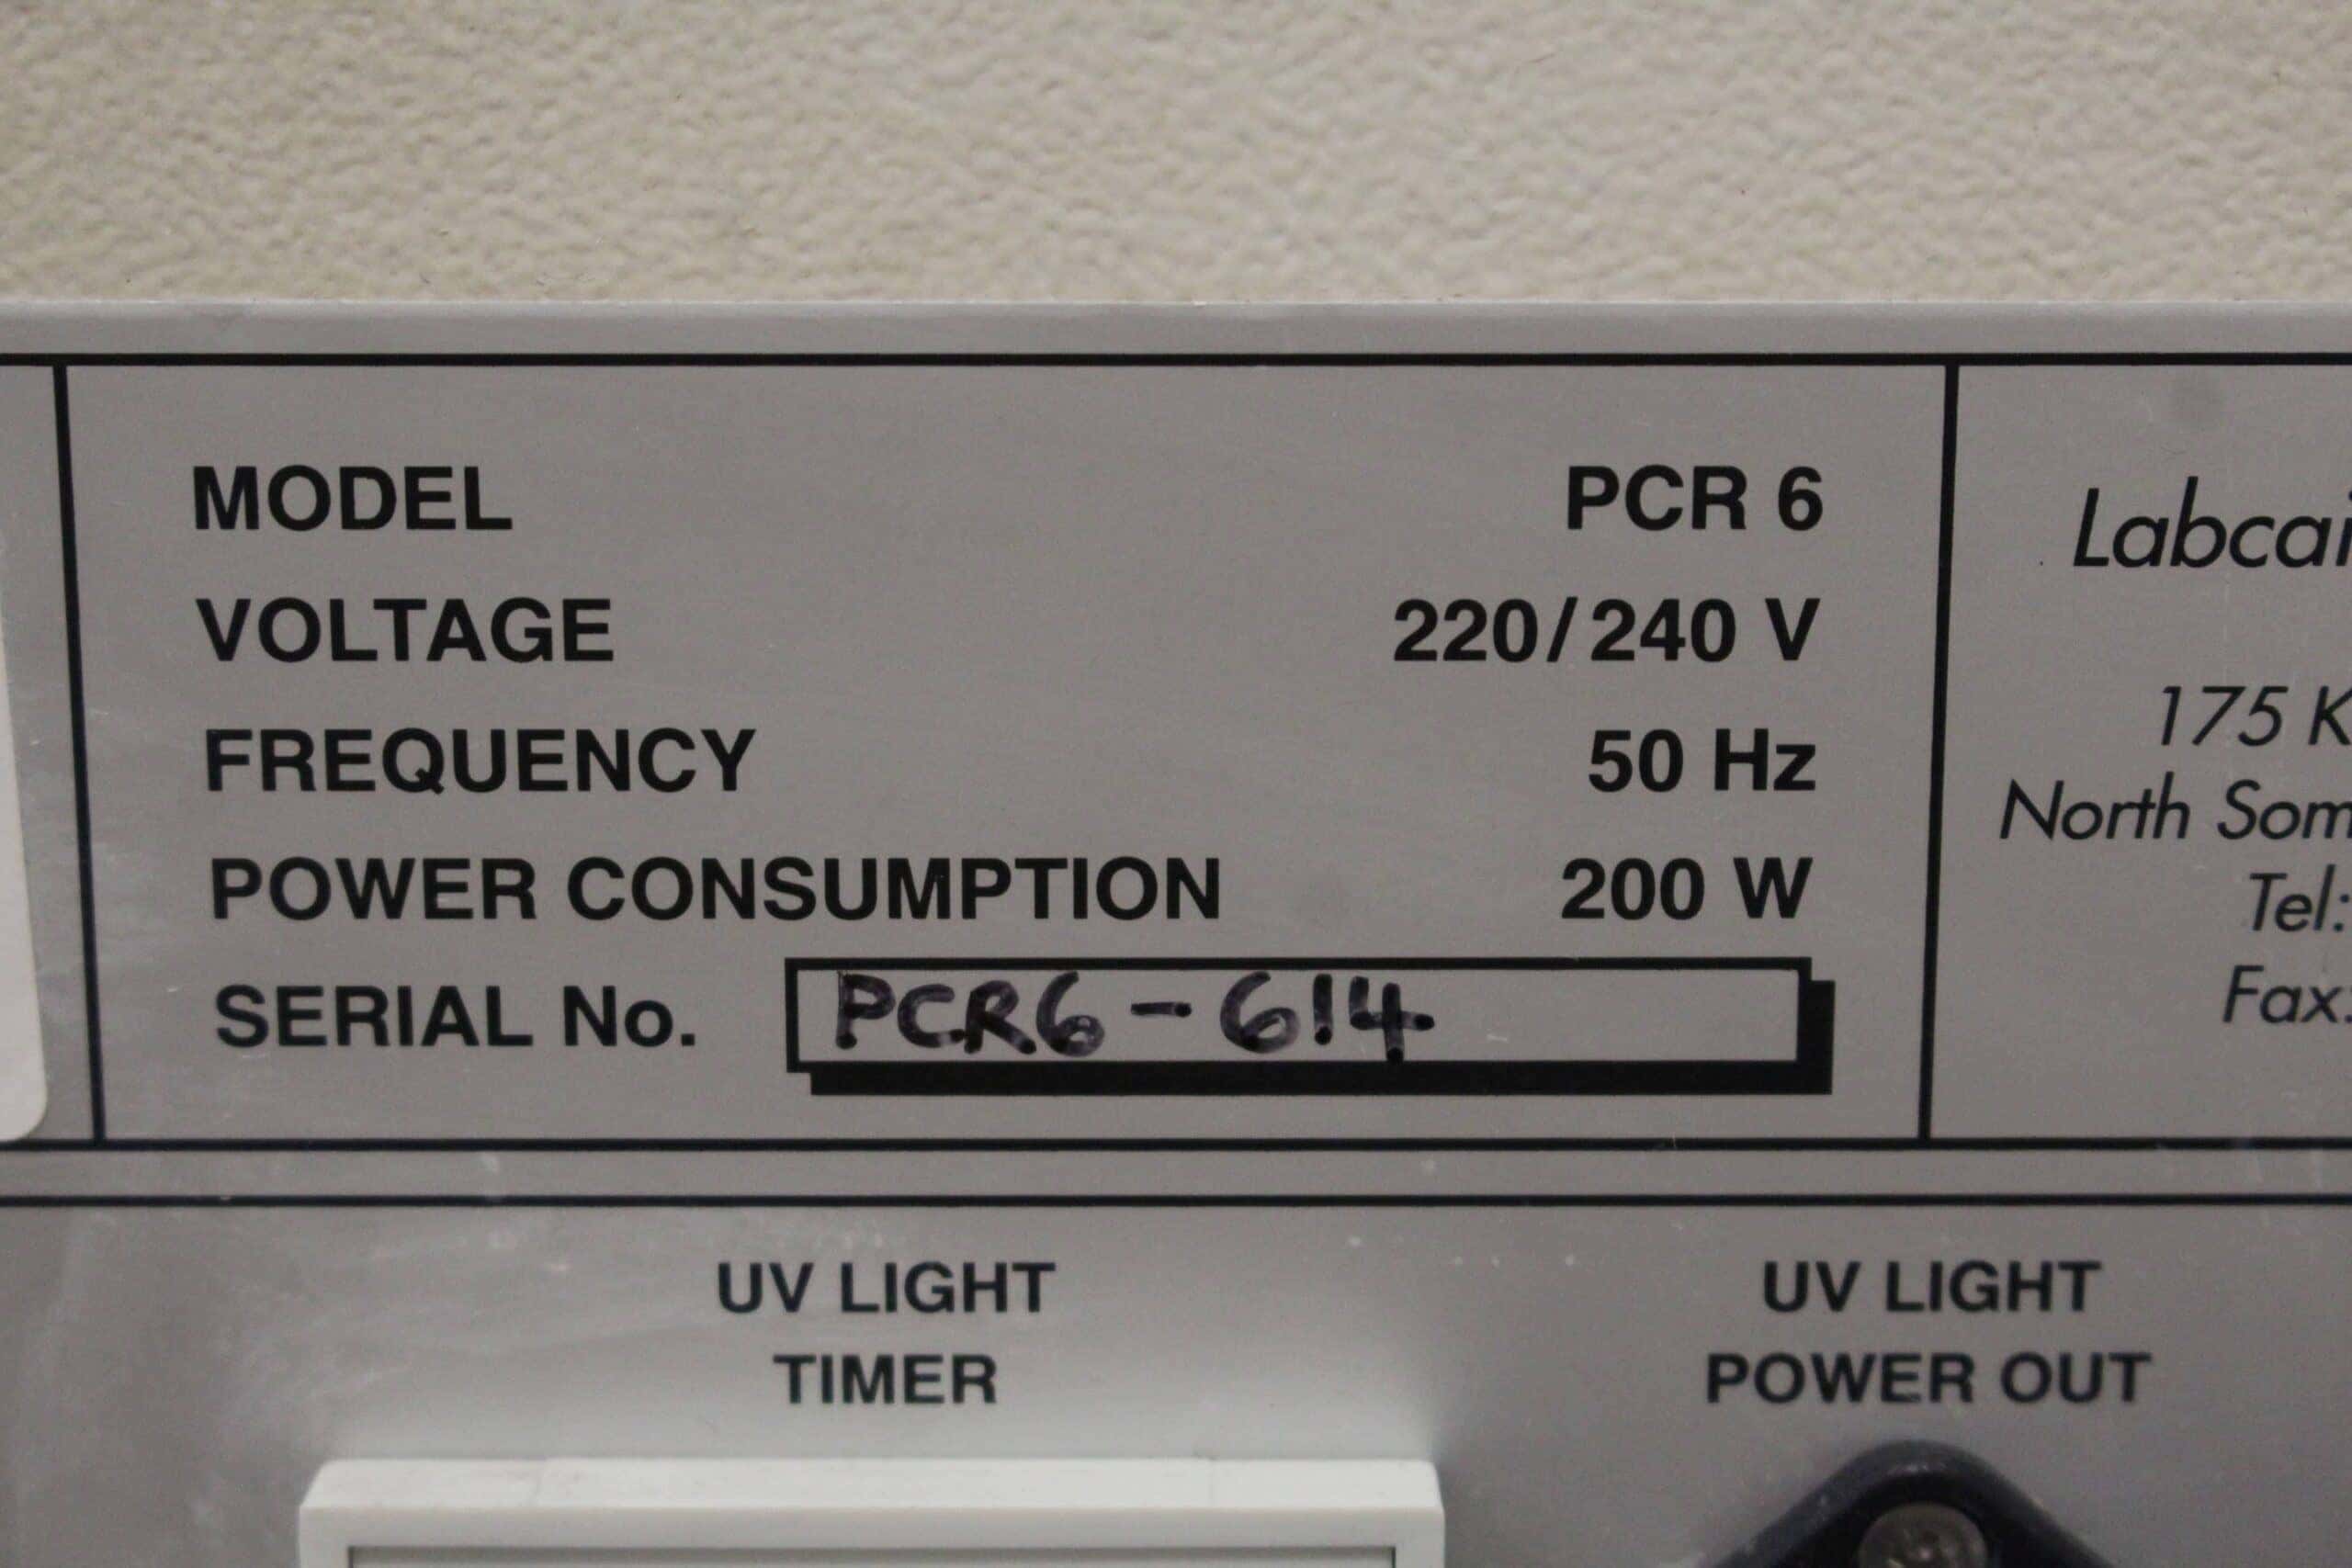 MODEL PCR 6
VOLTAGE 220/240 V
FREQUENCY 50 Hz
POWER CONSUMPTION 200 W
SERIAL No. PCR6-614
Labcai
175 K
North Som
Tel:
Fax:
UV LIGHT
TIMER
UV LIGHT
POWER OUT